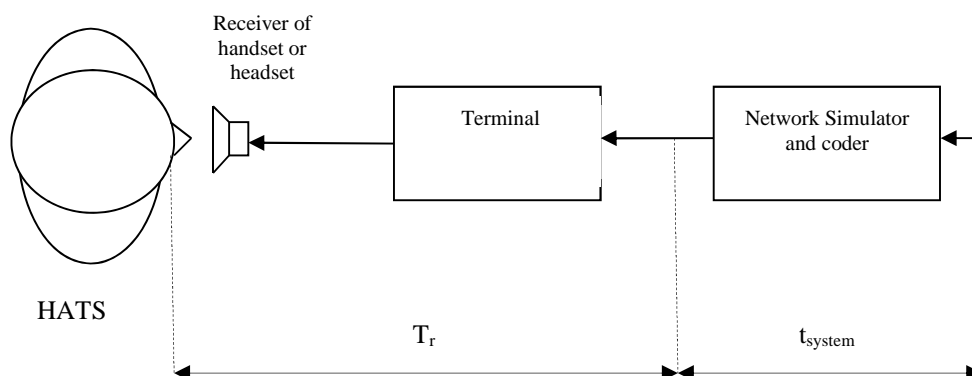 Receiver of
handset or
headset
Terminal
Network Simulator
and coder
HATS
Tr
tsystem